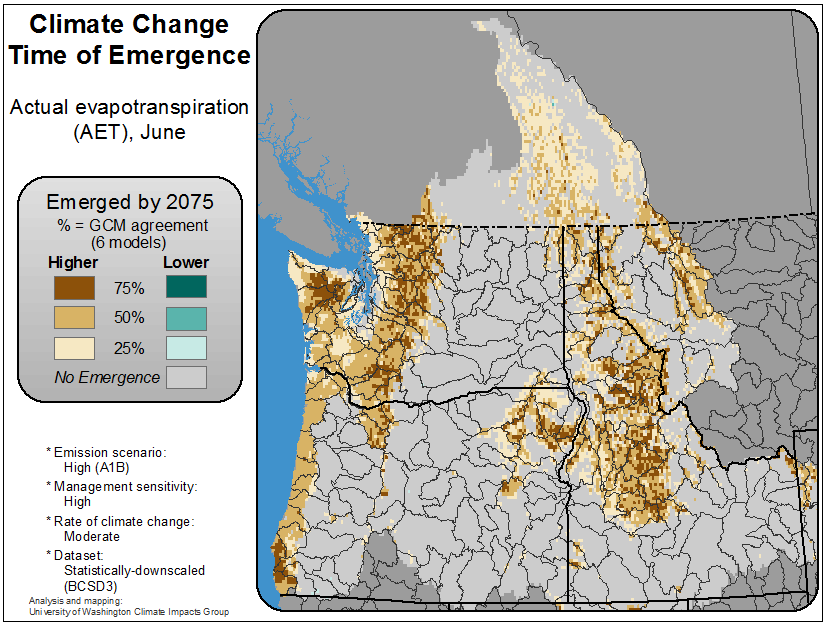 Climate Change
Time of Emergence
Actual evapotranspiration
(AET), June
Emerged by 2075
% = GCM agreement
(6 models)
Higher Lower
75%
50%
25%
No Emergence
* Emission scenario:
High (A1B)
* Management sensitivity:
High
* Rate of climate change:
Moderate
* Dataset:
Statistically-downscaled
(BCSD3)
Analysis and mapping:
University of Washington Climate Impacts Group